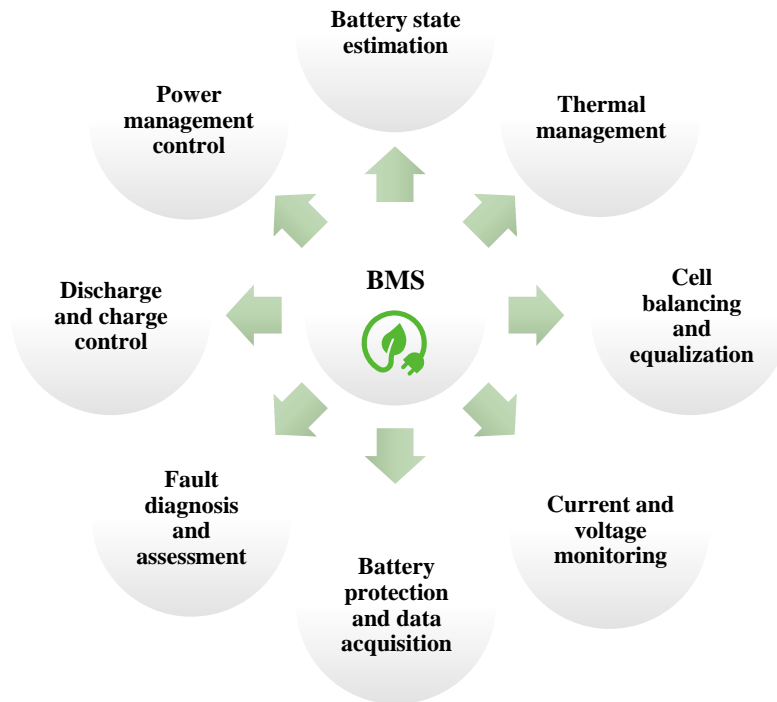 Battery state
estimation
Power
management
control
Thermal
management
BMS
Discharge
and charge
control
Cell
balancing
and
equalization
Fault
diagnosis
and
assessment
Current and
voltage
monitoring
Battery
protection
and data
acquisition